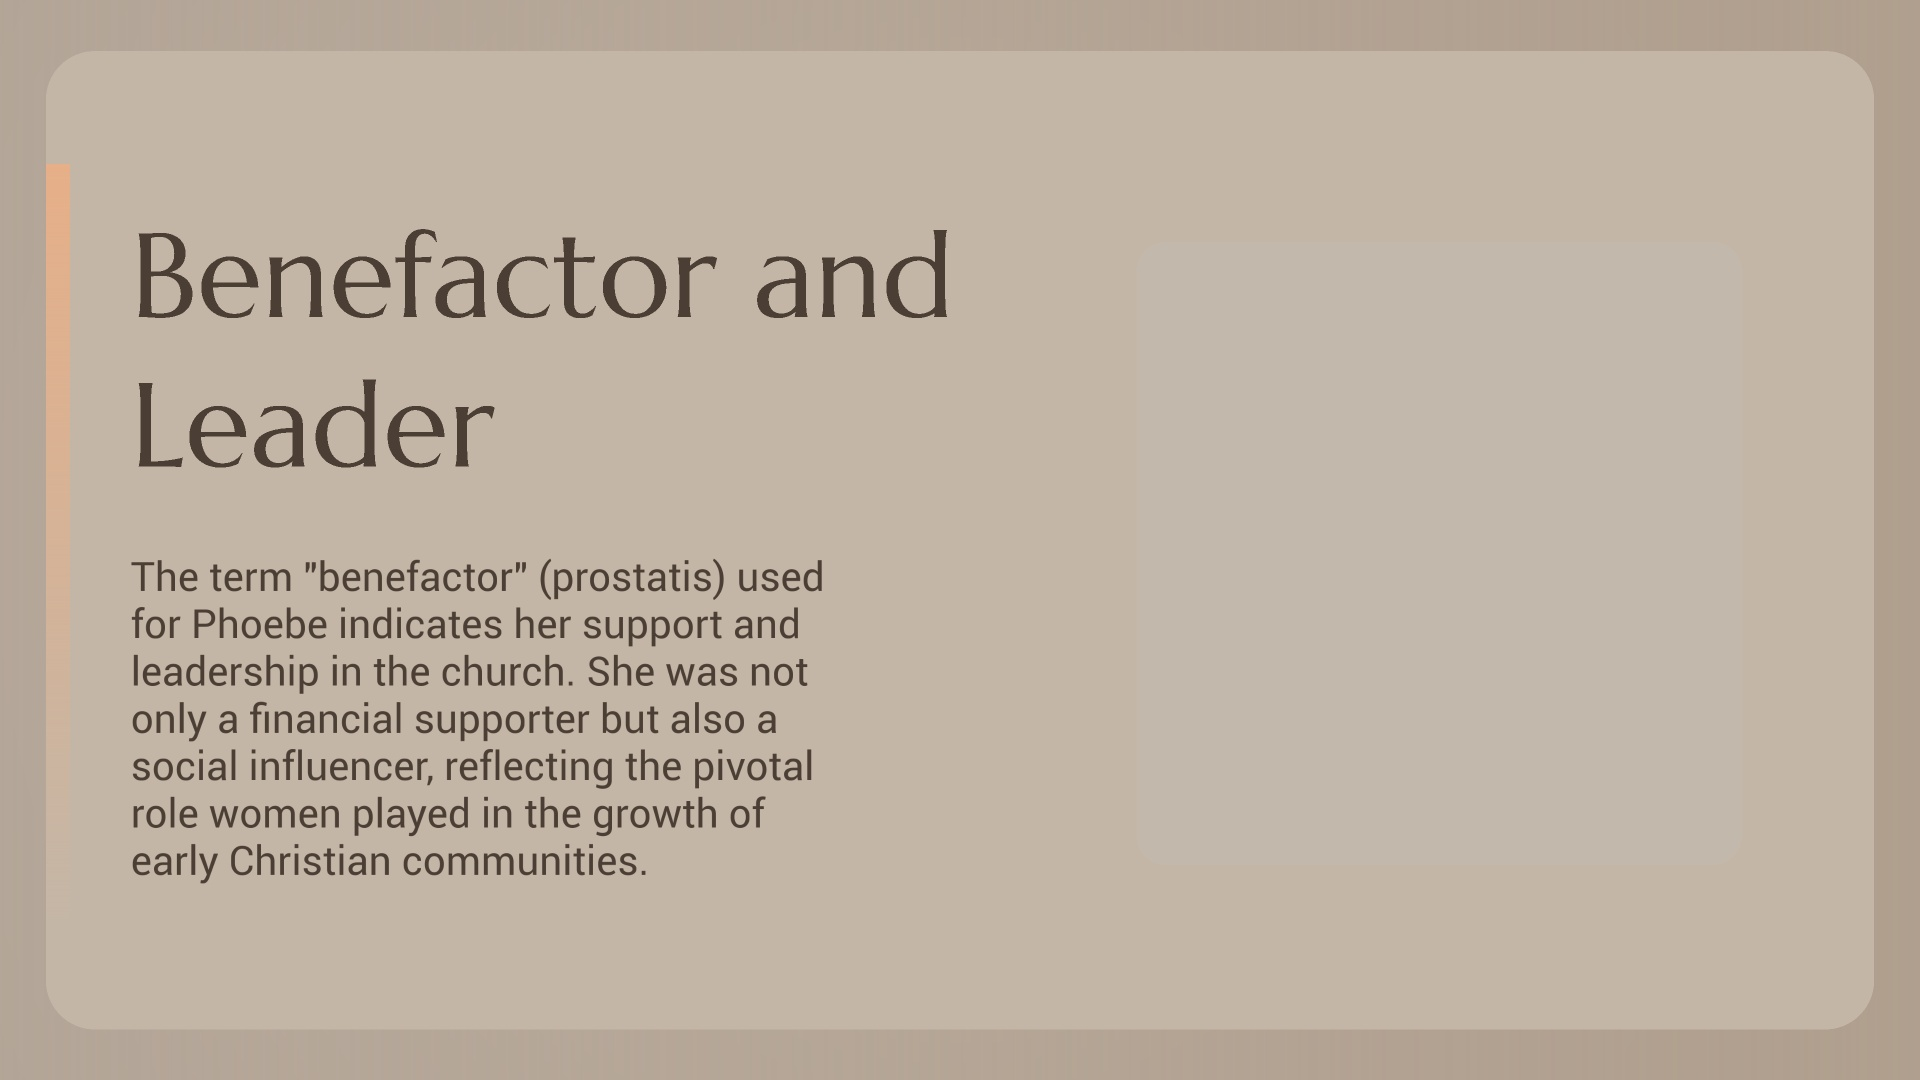 Benefactor and
Leader
The term "benefactor" (prostatis) used
for Phoebe indicates her support and
leadership in the church. She was not
only a financial supporter but also a
social influencer, reflecting the pivotal
role women played in the growth of
early Christian communities.